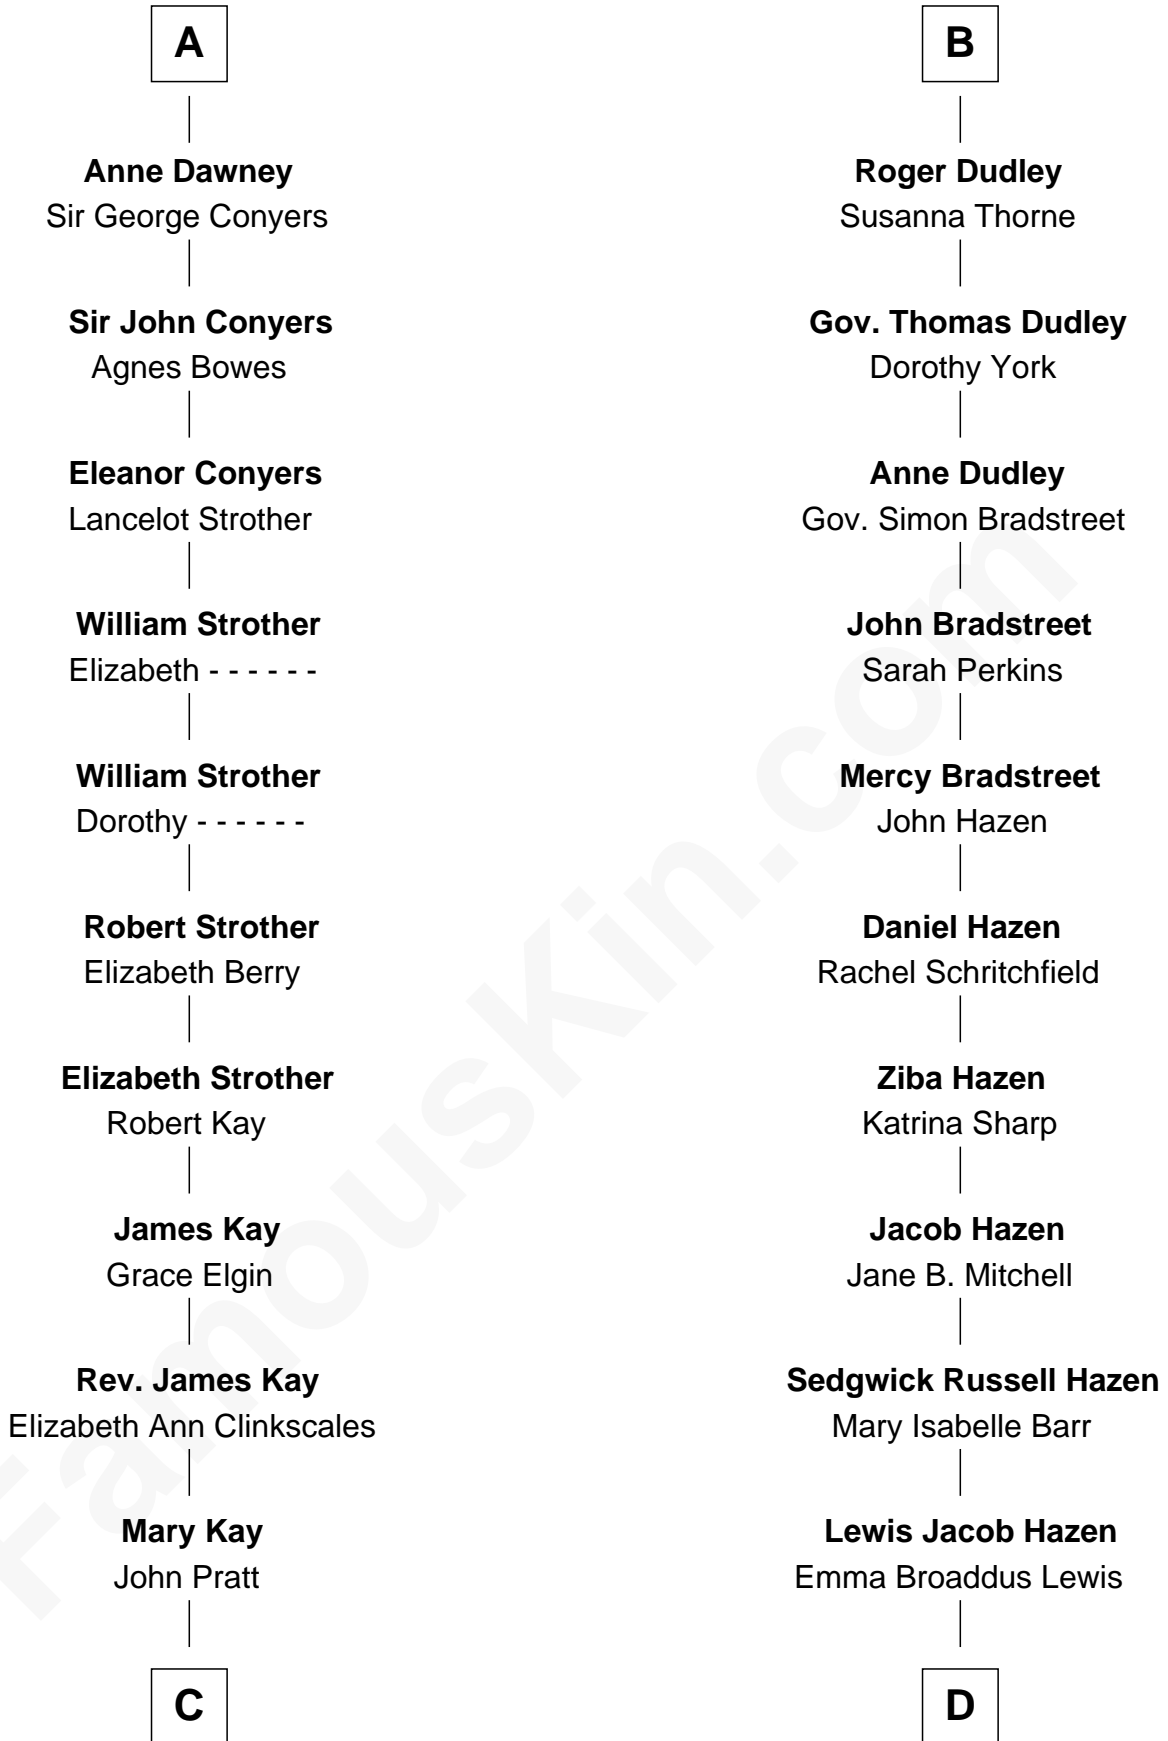 A
Anne Dawney
Sir George Conyers
Sir John Conyers
Agnes Bowes
Eleanor Conyers
Lancelot Strother
William Strother
Elizabeth - - - - - -
William Strother
Dorothy - - - - - -
Robert Strother
Elizabeth Berry
Elizabeth Strother
Robert Kay
James Kay
Grace Elgin
Rev. James Kay
Elizabeth Ann Clinkscales
Mary Kay
John Pratt
C
B
Roger Dudley
Susanna Thorne
Gov. Thomas Dudley
Dorothy York
Anne Dudley
Gov. Simon Bradstreet
John Bradstreet
Sarah Perkins
Mercy Bradstreet
John Hazen
Daniel Hazen
Rachel Schritchfield
Ziba Hazen
Katrina Sharp
Jacob Hazen
Jane B. Mitchell
Sedgwick Russell Hazen
Mary Isabelle Barr
Lewis Jacob Hazen
Emma Broaddus Lewis
D
FamousKin.com